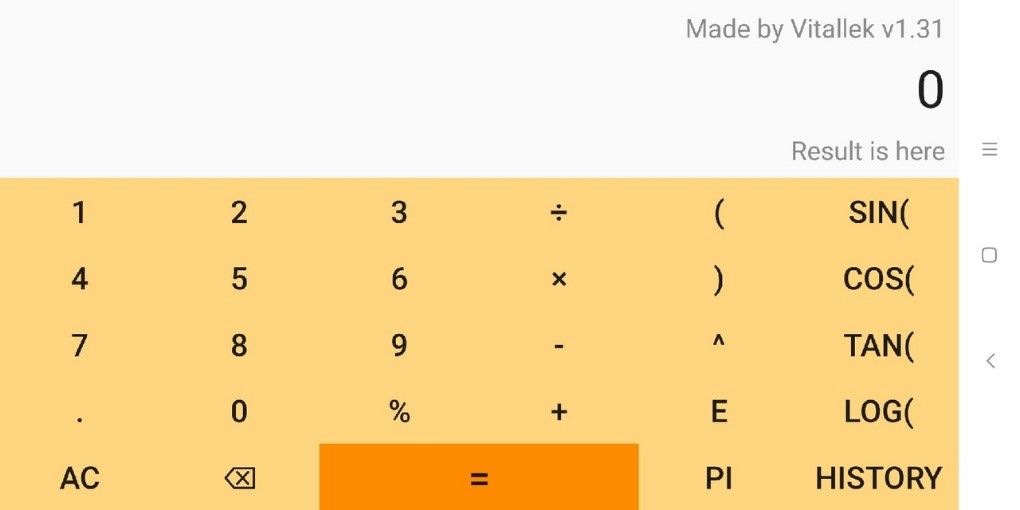 Made by Vitallek v1.31
0
Result is here
1 2 3 ÷ ( SIN(
4 5 6 × ) COS(
7 8 9 - ^ TAN(
. 0 % + E LOG(
AC = PI HISTORY